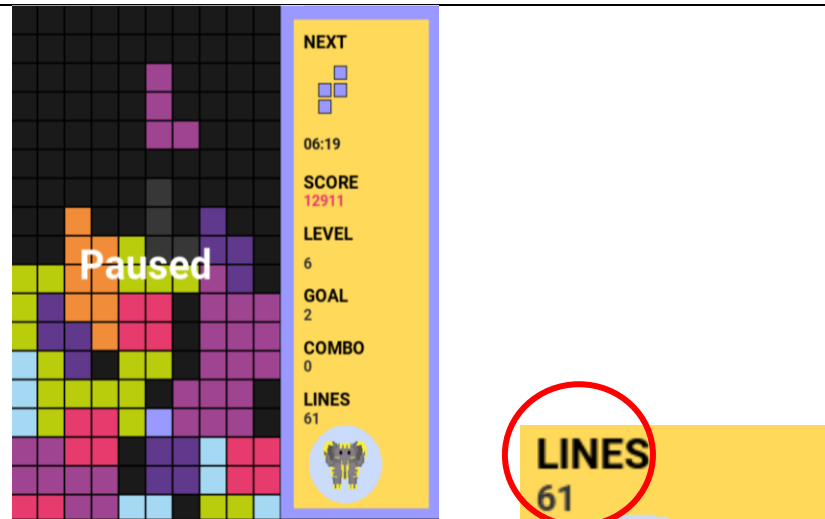 NEXT
06:19
SCORE
12911
LEVEL
6
GOAL
2
COMBO
0
LINES
61
Paused
LINES
61